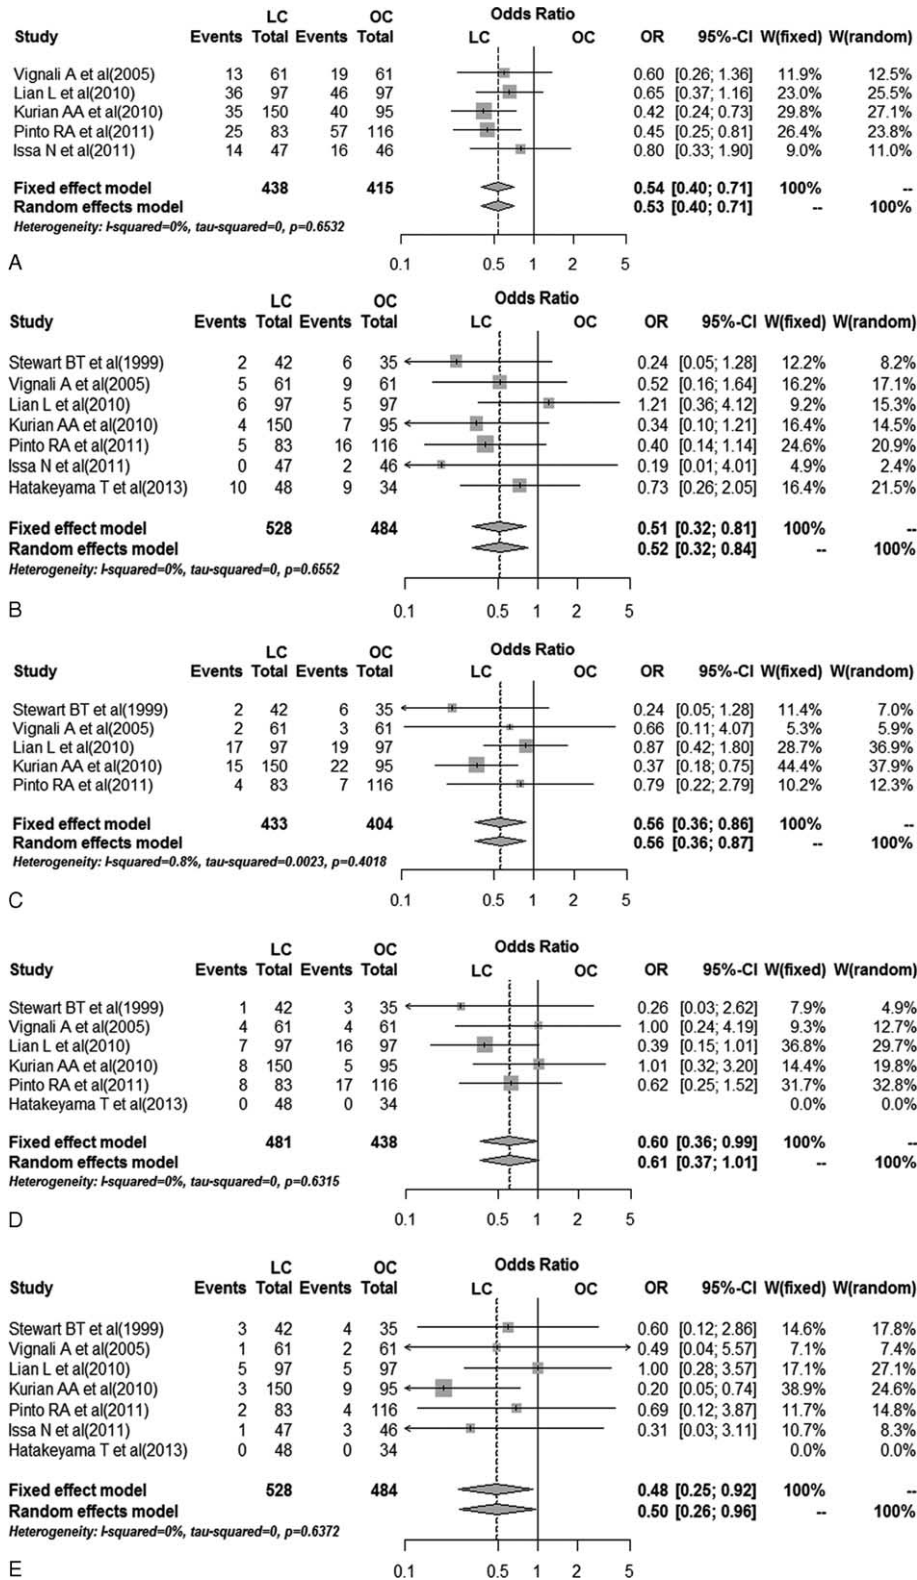 LC OC Odds Ratio
Study Events Total Events Total LC OC OR 95%-CI W(fixed) W(random)
Vignali A et al(2005) 13 61 19 61 0.60 [0.26; 1.36] 11.9% 12.5%
Lian L et al(2010) 36 97 46 97 0.65 [0.37; 1.16] 23.0% 25.5%
Kurian AA et al(2010) 35 150 40 95 0.42 [0.24; 0.73] 29.8% 27.1%
Pinto RA et al(2011) 25 83 57 116 0.45 [0.25; 0.81] 26.4% 23.8%
Issa N et al(2011) 14 47 16 46 0.80 [0.33; 1.90] 9.0% 11.0%
Fixed effect model 438 415 0.54 [0.40; 0.71] 100% --
Random effects model 0.53 [0.40; 0.71] -- 100%
Heterogeneity: I-squared=0%, tau-squared=0, p=0.6532
A 0.1 0.5 1 2 5
LC OC Odds Ratio
Study Events Total Events Total LC OC OR 95%-CI W(fixed) W(random)
Stewart BT et al(1999) 2 42 6 35 0.24 [0.05; 1.28] 12.2% 8.2%
Vignali A et al(2005) 5 61 9 61 0.52 [0.16; 1.64] 16.2% 17.1%
Lian L et al(2010) 6 97 5 97 1.21 [0.36; 4.12] 9.2% 15.3%
Kurian AA et al(2010) 4 150 7 95 0.34 [0.10; 1.21] 16.4% 14.5%
Pinto RA et al(2011) 5 83 16 116 0.40 [0.14; 1.14] 24.6% 20.9%
Issa N et al(2011) 0 47 2 46 0.19 [0.01; 4.01] 4.9% 2.4%
Hatakeyama T et al(2013) 10 48 9 34 0.73 [0.26; 2.05] 16.4% 21.5%
Fixed effect model 528 484 0.51 [0.32; 0.81] 100% --
Random effects model 0.52 [0.32; 0.84] -- 100%
Heterogeneity: I-squared=0%, tau-squared=0, p=0.6552
B 0.1 0.5 1 2 5
LC OC Odds Ratio
Study Events Total Events Total LC OC OR 95%-CI W(fixed) W(random)
Stewart BT et al(1999) 2 42 6 35 0.24 [0.05; 1.28] 11.4% 7.0%
Vignali A et al(2005) 2 61 3 61 0.66 [0.11; 4.07] 5.3% 5.9%
Lian L et al(2010) 17 97 19 97 0.87 [0.42; 1.80] 28.7% 36.9%
Kurian AA et al(2010) 15 150 22 95 0.37 [0.18; 0.75] 44.4% 37.9%
Pinto RA et al(2011) 4 83 7 116 0.79 [0.22; 2.79] 10.2% 12.3%
Fixed effect model 433 404 0.56 [0.36; 0.86] 100% --
Random effects model 0.56 [0.36; 0.87] -- 100%
Heterogeneity: I-squared=0.8%, tau-squared=0.0023, p=0.4018
C 0.1 0.5 1 2 5
LC OC Odds Ratio
Study Events Total Events Total LC OC OR 95%-CI W(fixed) W(random)
Stewart BT et al(1999) 1 42 3 35 0.26 [0.03; 2.62] 7.9% 4.9%
Vignali A et al(2005) 4 61 4 61 1.00 [0.24; 4.19] 9.3% 12.7%
Lian L et al(2010) 7 97 16 97 0.39 [0.15; 1.01] 36.8% 29.7%
Kurian AA et al(2010) 8 150 5 95 1.01 [0.32; 3.20] 14.4% 19.8%
Pinto RA et al(2011) 8 83 17 116 0.62 [0.25; 1.52] 31.7% 32.8%
Hatakeyama T et al(2013) 0 48 0 34 0.0% 0.0%
Fixed effect model 481 438 0.60 [0.36; 0.99] 100% --
Random effects model 0.61 [0.37; 1.01] -- 100%
Heterogeneity: I-squared=0%, tau-squared=0, p=0.6315
D 0.1 0.5 1 2 5
LC OC Odds Ratio
Study Events Total Events Total LC OC OR 95%-CI W(fixed) W(random)
Stewart BT et al(1999) 3 42 4 35 0.60 [0.12; 2.86] 14.6% 17.8%
Vignali A et al(2005) 1 61 2 61 0.49 [0.04; 5.57] 7.1% 7.4%
Lian L et al(2010) 5 97 5 97 1.00 [0.28; 3.57] 17.1% 27.1%
Kurian AA et al(2010) 3 150 9 95 0.20 [0.05; 0.74] 38.9% 24.6%
Pinto RA et al(2011) 2 83 4 116 0.69 [0.12; 3.87] 11.7% 14.8%
Issa N et al(2011) 1 47 3 46 0.31 [0.03; 3.11] 10.7% 8.3%
Hatakeyama T et al(2013) 0 48 0 34 0.0% 0.0%
Fixed effect model 528 484 0.48 [0.25; 0.92] 100% --
Random effects model 0.50 [0.26; 0.96] -- 100%
Heterogeneity: I-squared=0%, tau-squared=0, p=0.6372
E 0.1 0.5 1 2 5